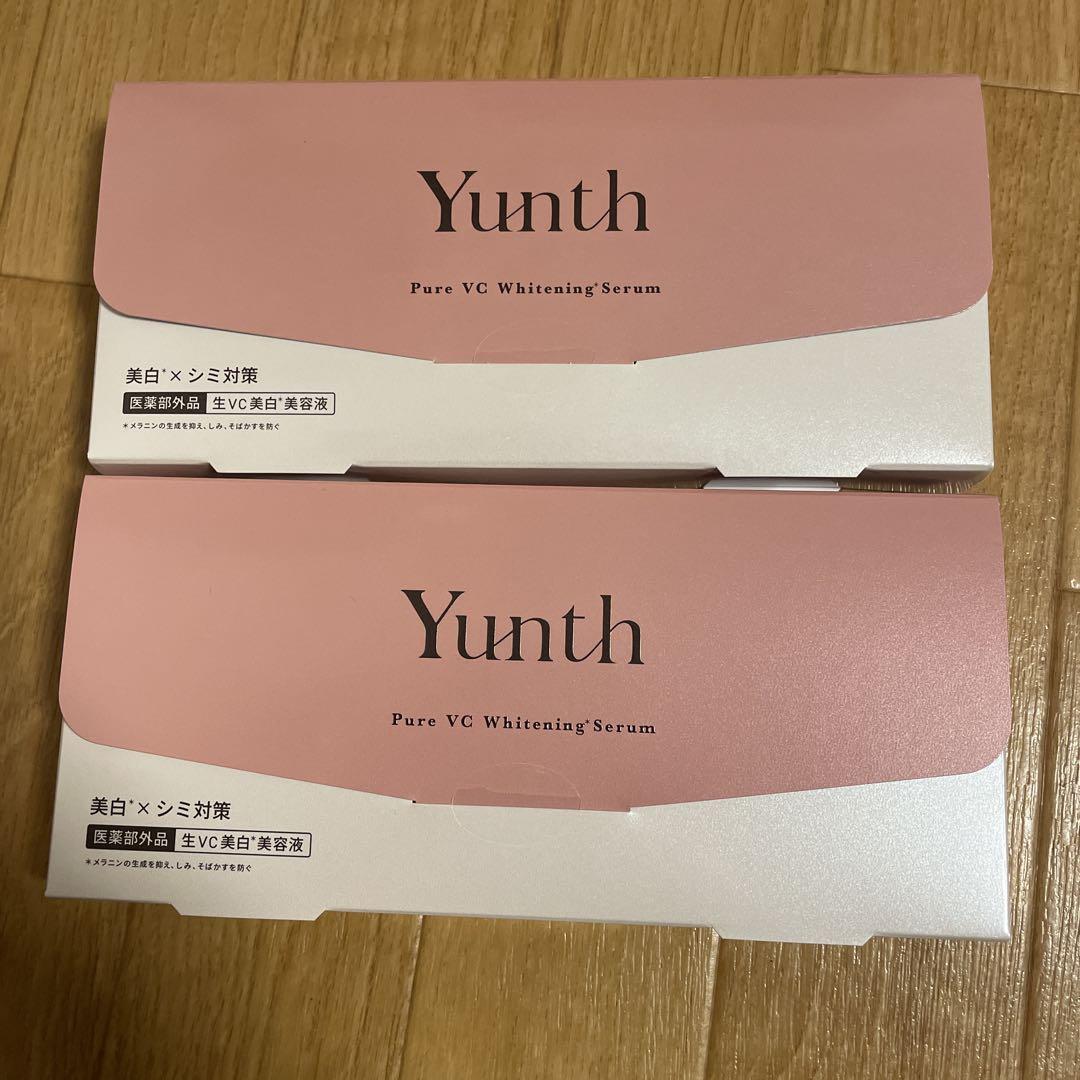 Yunth
Pure VC Whitening*Serum
美白*×シミ対策
医薬部外品 生VC美白*美容液
*メラニンの生成を抑え、しみ、そばかすを防ぐ
Yunth
Pure VC Whitening*Serum
美白*×シミ対策
医薬部外品 生VC美白*美容液
*メラニンの生成を抑え、しみ、そばかすを防ぐ